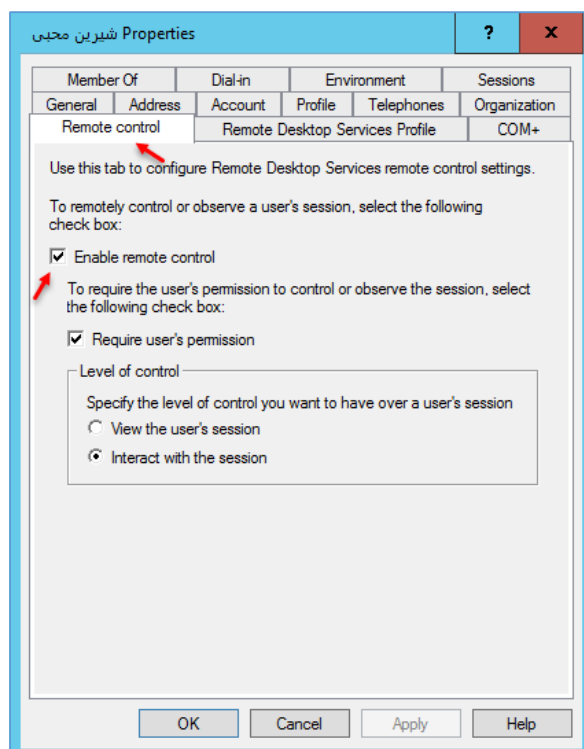 شیرین محبی Properties
? x
Member Of Dial-in Environment Sessions
General Address Account Profile Telephones Organization
Remote control Remote Desktop Services Profile COM+
Use this tab to configure Remote Desktop Services remote control settings.
To remotely control or observe a user's session, select the following
check box:
Enable remote control
To require the user's permission to control or observe the session, select
the following check box:
Require user's permission
Level of control
Specify the level of control you want to have over a user's session
View the user's session
Interact with the session
OK Cancel Apply Help